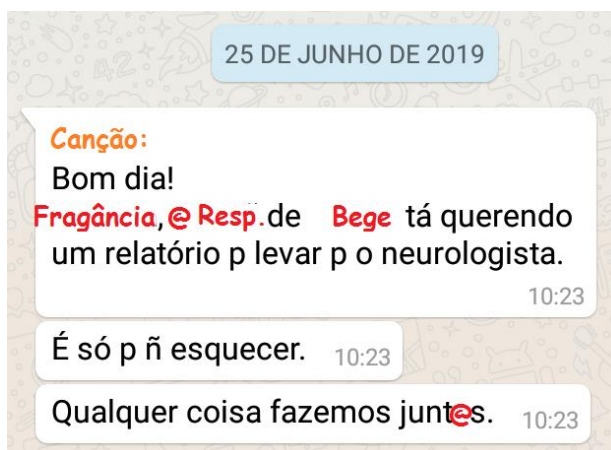 25 DE JUNHO DE 2019
Canção:
Bom dia!
Fragância,@ Resp. de Bege tá querendo
um relatório p levar p o neurologista.
10:23
É só p ñ esquecer. 10:23
Qualquer coisa fazemos junt@s. 10:23